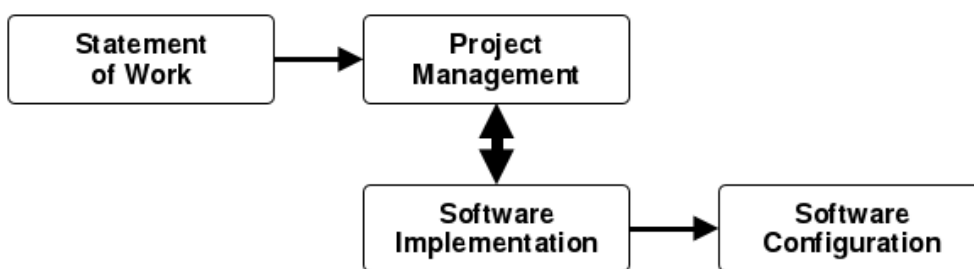 Statement
of Work
Project
Management
Software
Implementation
Software
Configuration